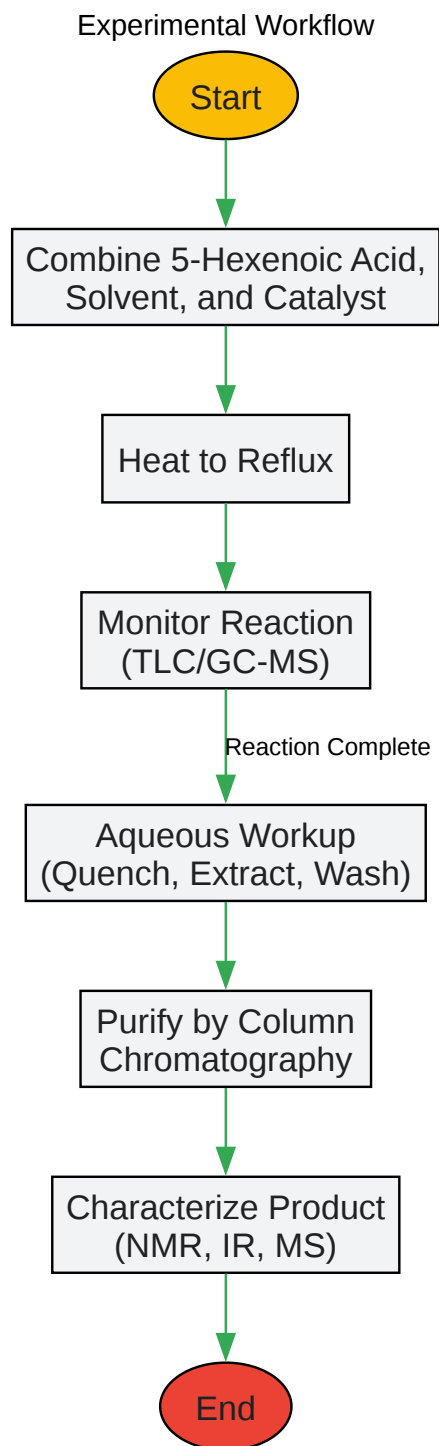 Experimental Workflow
Start
Combine 5-Hexenoic Acid,
Solvent, and Catalyst
Heat to Reflux
Monitor Reaction
(TLC/GC-MS)
Reaction Complete
Aqueous Workup
(Quench, Extract, Wash)
Purify by Column
Chromatography
Characterize Product
(NMR, IR, MS)
End